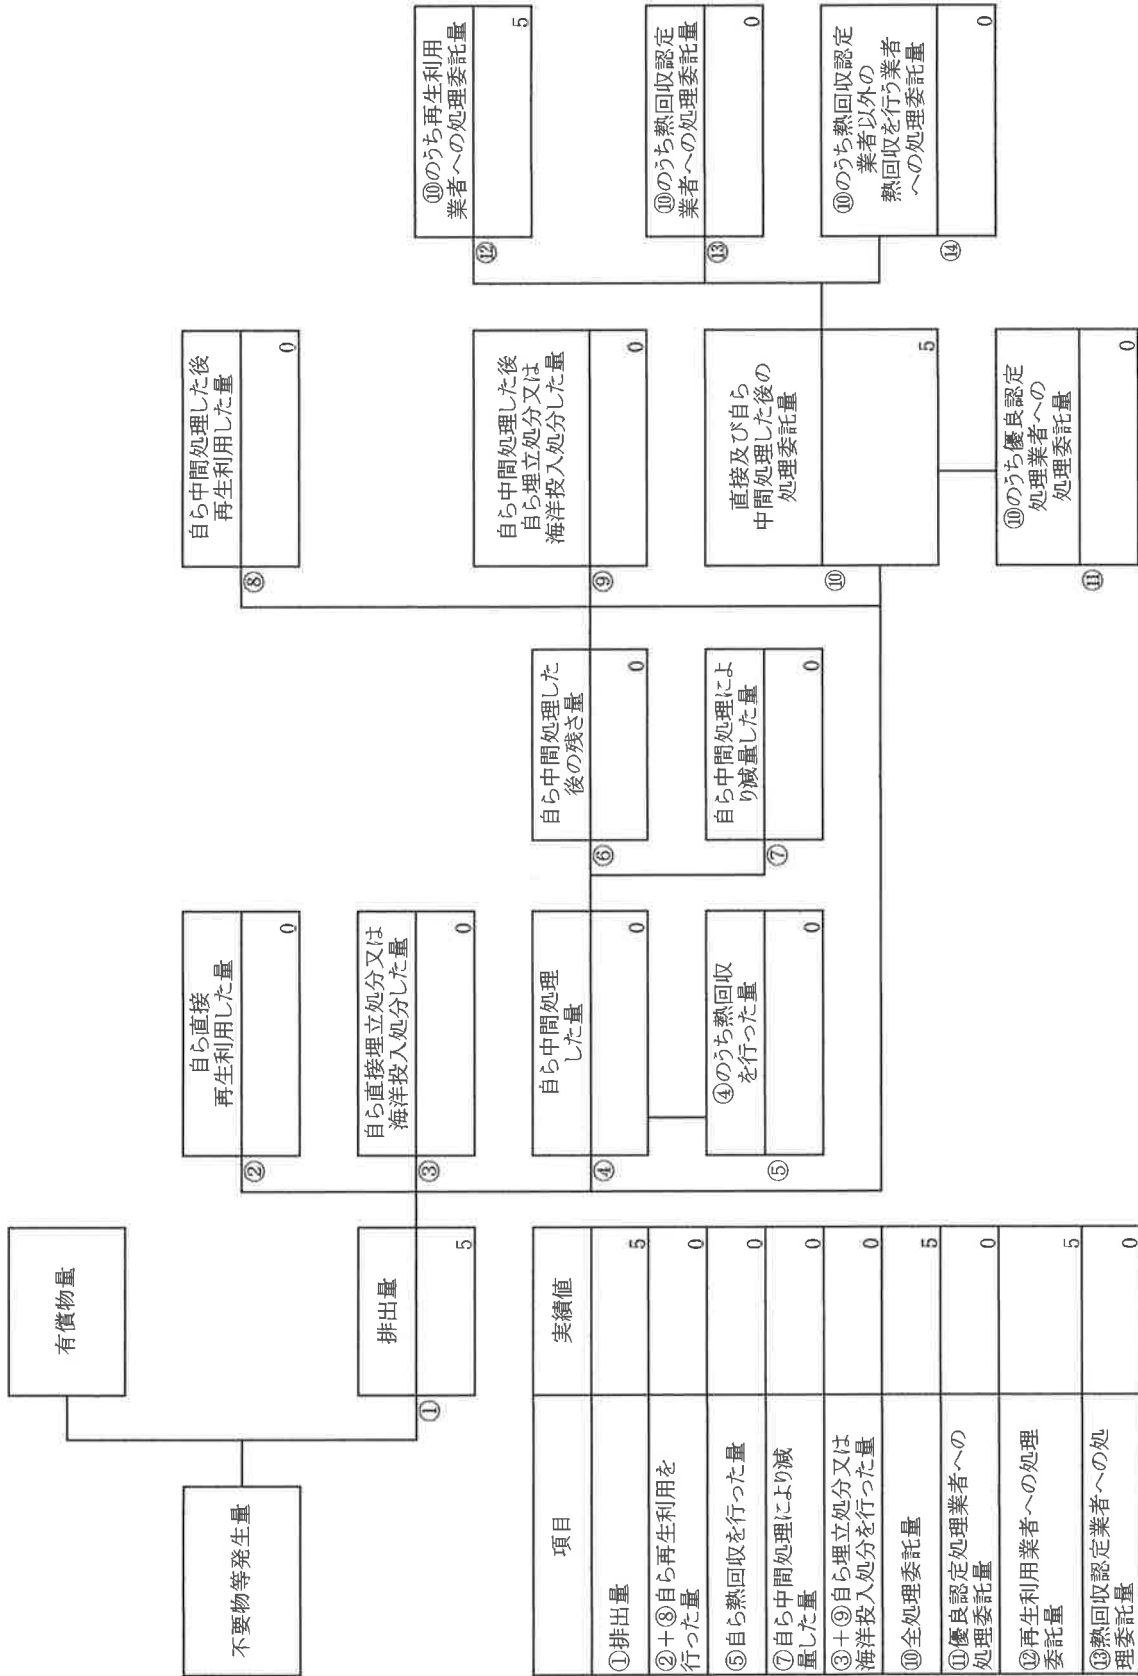 不要物等発生量
有償物量
排出量
①
5
自ら直接
再生利用した量
②
0
自ら直接埋立処分又は
海洋投入処分した量
③
0
自ら中間処理
した量
④
0
④のうち熱回収
を行った量
⑤
0
自ら中間処理した
後の残さ量
⑥
0
自ら中間処理によ
り減量した量
⑦
0
自ら中間処理した後
再生利用した量
⑧
0
自ら中間処理した後
自ら埋立処分又は
海洋投入処分した量
⑨
0
直接及び自ら
中間処理した後の
処理委託量
⑩
5
⑩のうち優良認定
処理業者への
処理委託量
⑪
0
⑩のうち再生利用
業者への処理委託量
⑫
5
⑩のうち熱回収認定
業者への処理委託量
⑬
0
⑩のうち熱回収認定
業者以外の
熱回収を行う業者
への処理委託量
⑭
0
項目 実績値
①排出量 5
②+⑧自ら再生利用を
行った量 0
⑤自ら熱回収を行った量 0
⑦自ら中間処理により減
量した量 0
③+⑨自ら埋立処分又は
海洋投入処分を行った量 0
⑩全処理委託量 5
⑪優良認定処理業者への
処理委託量 0
⑫再生利用業者への処理
委託量 5
⑬熱回収認定業者への処
理委託量 0